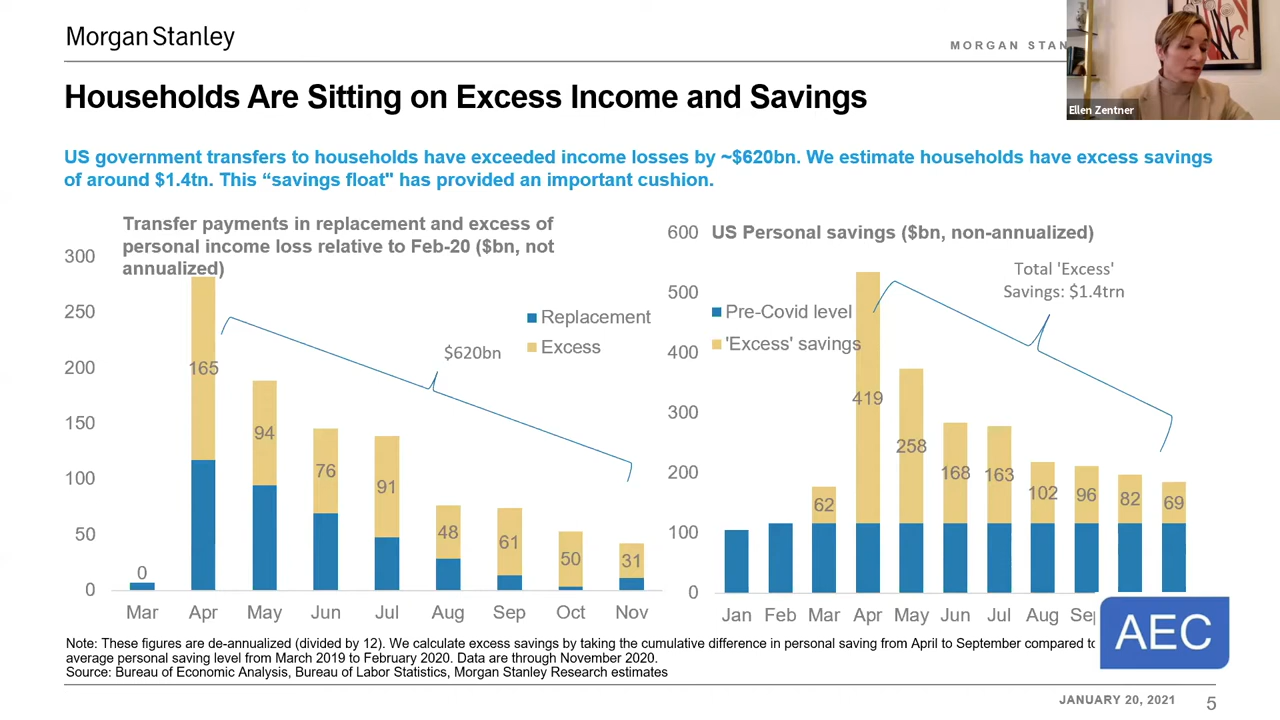 Morgan Stanley
MORGAN STAN
Ellen Zentner
Households Are Sitting on Excess Income and Savings
US government transfers to households have exceeded income losses by ~$620bn. We estimate households have excess savings
of around $1.4tn. This “savings float" has provided an important cushion.
Transfer payments in replacement and excess of
personal income loss relative to Feb-20 ($bn, not
annualized)
300
250
200
150
100
50
0
Replacement
Excess
$620bn
0
165
94
76
91
48
61
50
31
Mar Apr May Jun Jul Aug Sep Oct Nov
US Personal savings ($bn, non-annualized)
600
500
400
300
200
100
0
Total 'Excess'
Savings: $1.4trn
Pre-Covid level
'Excess' savings
62
419
258
168
163
102
96
82
69
Jan Feb Mar Apr May Jun Jul Aug Sep
AEC
Note: These figures are de-annualized (divided by 12). We calculate excess savings by taking the cumulative difference in personal saving from April to September compared to
average personal saving level from March 2019 to February 2020. Data are through November 2020.
Source: Bureau of Economic Analysis, Bureau of Labor Statistics, Morgan Stanley Research estimates
JANUARY 20, 2021
5